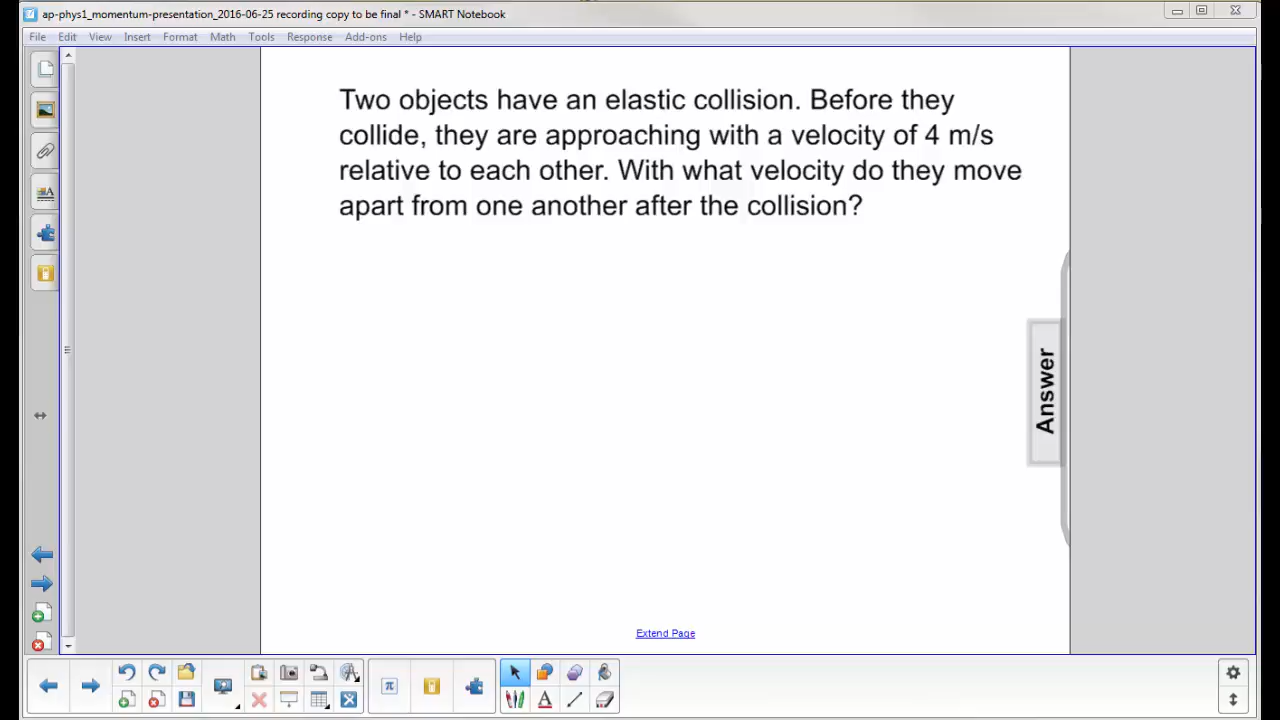 ap-phys1_momentum-presentation_2016-06-25 recording copy to be final * - SMART Notebook
File Edit View Insert Format Math Tools Response Add-ons Help
Two objects have an elastic collision. Before they
collide, they are approaching with a velocity of 4 m/s
relative to each other. With what velocity do they move
apart from one another after the collision?
Answer
Extend Page